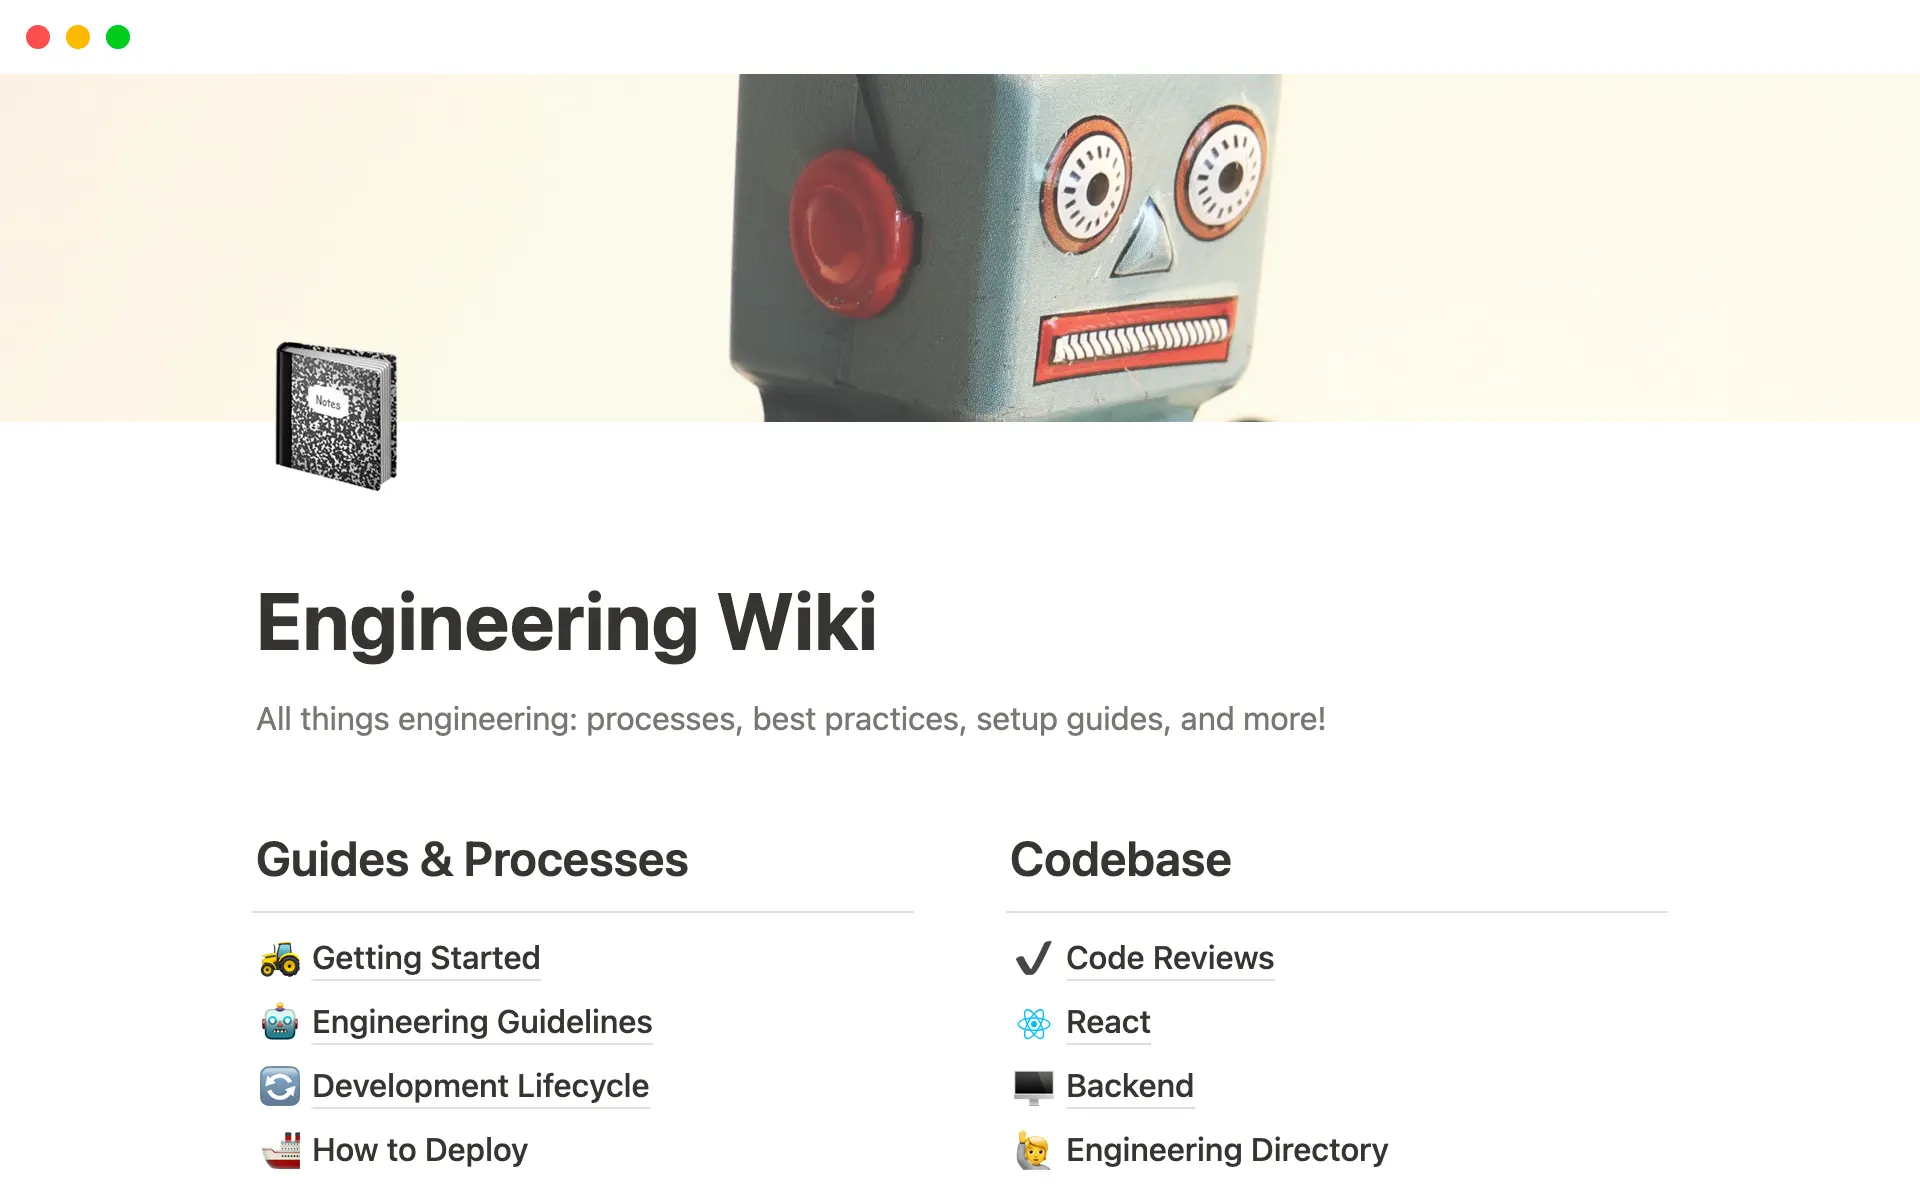 Notes
Engineering Wiki
All things engineering: processes, best practices, setup guides, and more!
Guides & Processes
Getting Started
Engineering Guidelines
Development Lifecycle
How to Deploy
Codebase
Code Reviews
React
Backend
Engineering Directory